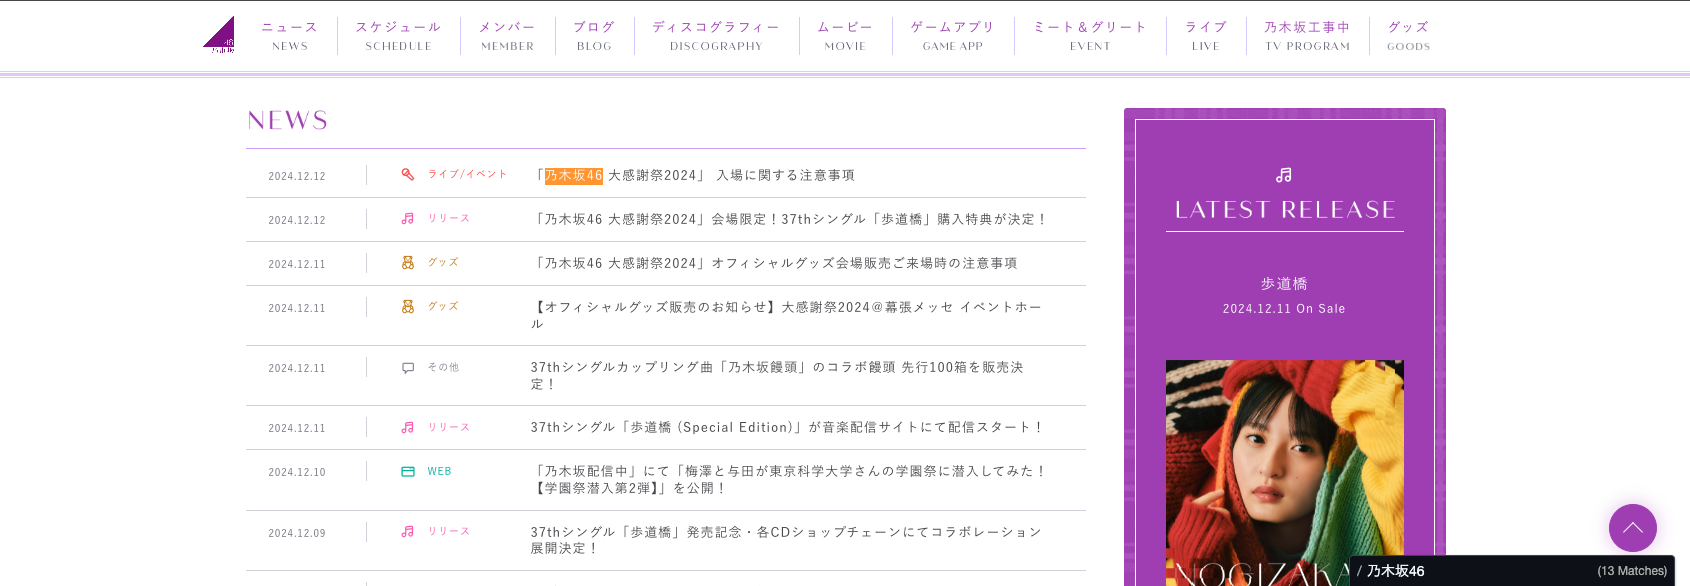 乃木坂46
ニュース
NEWS
スケジュール
SCHEDULE
メンバー
MEMBER
ブログ
BLOG
ディスコグラフィー
DISCOGRAPHY
ムービー
MOVIE
ゲームアプリ
GAME APP
ミート＆グリート
EVENT
ライブ
LIVE
乃木坂工事中
TV PROGRAM
グッズ
GOODS
NEWS
2024.12.12 ライブ/イベント 「乃木坂46 大感謝祭2024」 入場に関する注意事項
2024.12.12 リリース 「乃木坂46 大感謝祭2024」会場限定！37thシングル「歩道橋」購入特典が決定！
2024.12.11 グッズ 「乃木坂46 大感謝祭2024」オフィシャルグッズ会場販売ご来場時の注意事項
2024.12.11 グッズ 【オフィシャルグッズ販売のお知らせ】大感謝祭2024＠幕張メッセ イベントホー
ル
2024.12.11 その他 37thシングルカップリング曲「乃木坂饅頭」のコラボ饅頭 先行100箱を販売決
定！
2024.12.11 リリース 37thシングル「歩道橋 (Special Edition)」が音楽配信サイトにて配信スタート！
2024.12.10 WEB 「乃木坂配信中」にて「梅澤と与田が東京科学大学さんの学園祭に潜入してみた！
【学園祭潜入第2弾】」を公開！
2024.12.09 リリース 37thシングル「歩道橋」発売記念・各CDショップチェーンにてコラボレーション
展開決定！
LATEST RELEASE
歩道橋
2024.12.11 On Sale
NOGIZAKA
/ 乃木坂46 (13 Matches)